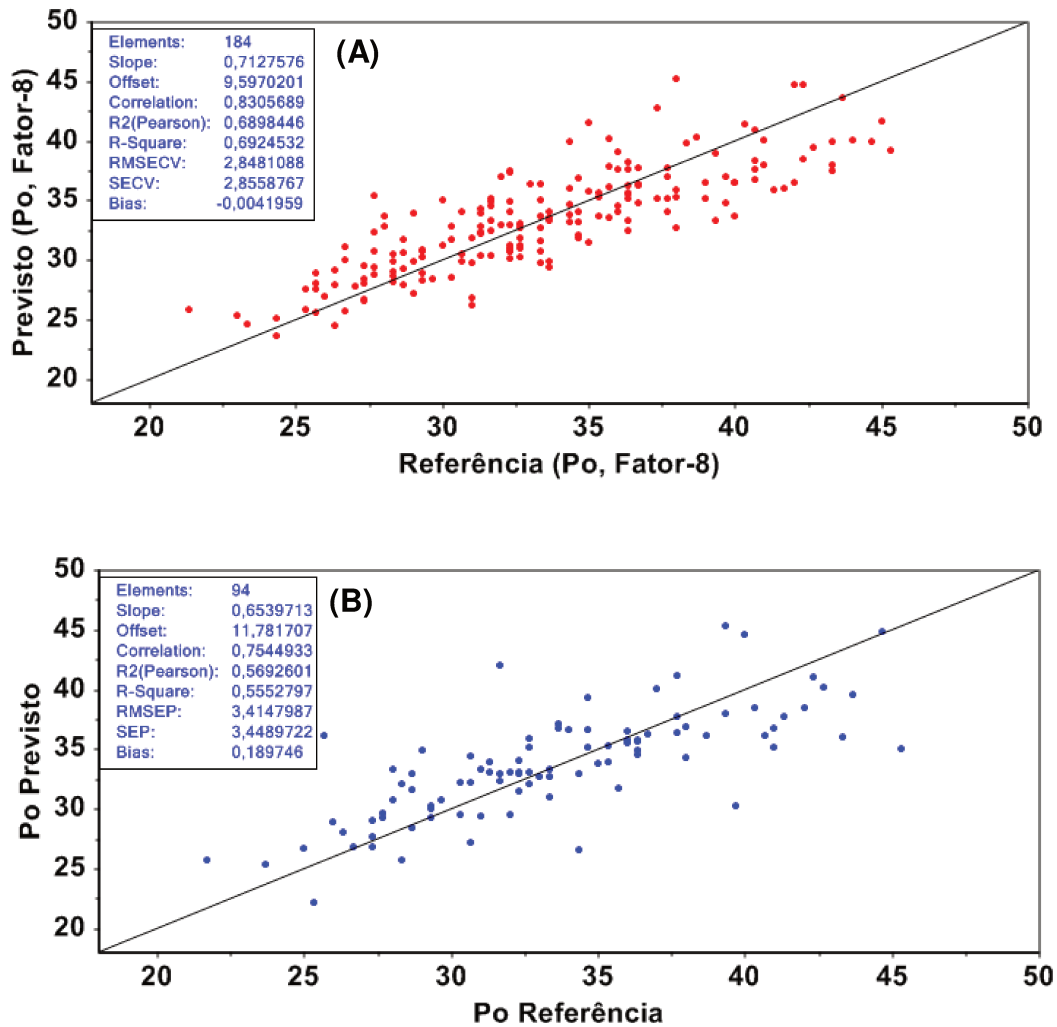 50
45
40
35
30
25
20
Previsto (Po, Fator-8)
Elements: 184
Slope: 0,7127576
Offset: 9,5970201
Correlation: 0,8305689
R2(Pearson): 0,6898446
R-Square: 0,6924532
RMSECV: 2,8481088
SECV: 2,8558767
Bias: -0,0041959
(A)
20 25 30 35 40 45 50
Referência (Po, Fator-8)
50
45
40
35
30
25
20
Po Previsto
Elements: 94
Slope: 0,6539713
Offset: 11,781707
Correlation: 0,7544933
R2(Pearson): 0,5692601
R-Square: 0,5552797
RMSEP: 3,4147987
SEP: 3,4489722
Bias: 0,189746
(B)
20 25 30 35 40 45 50
Po Referência